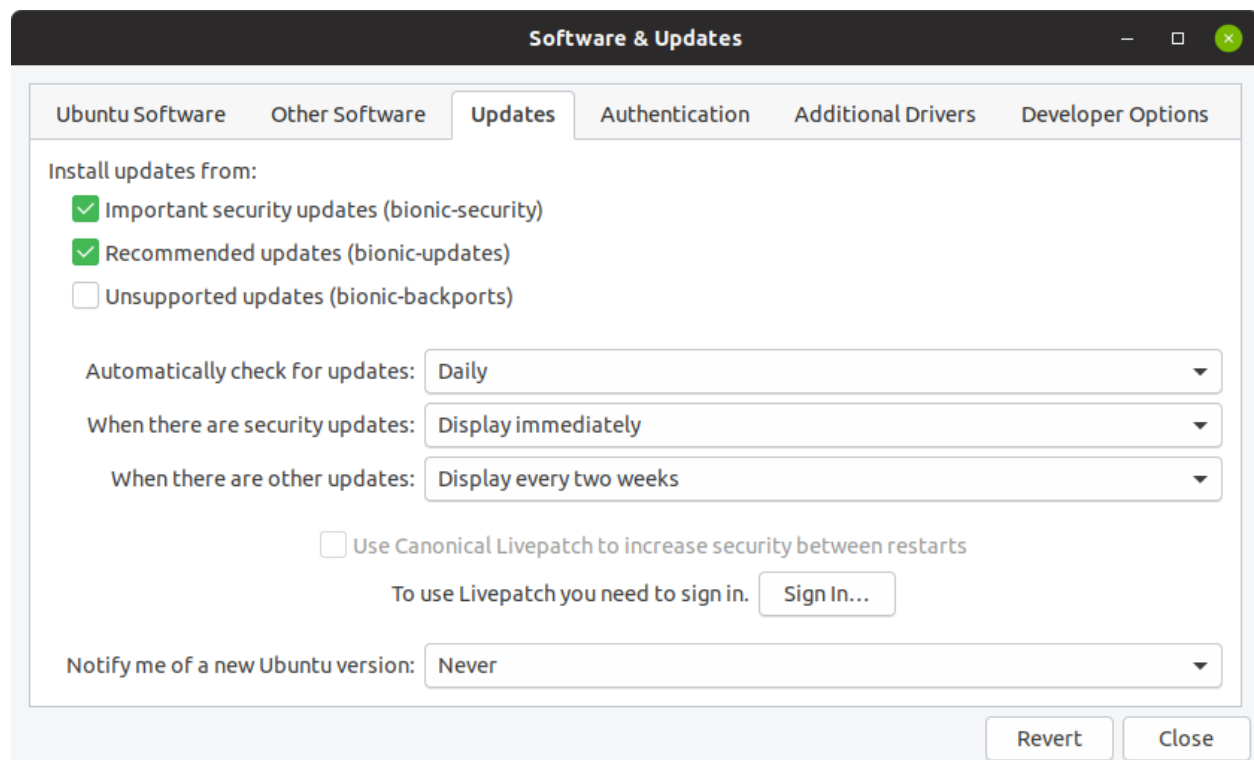 Software & Updates
Ubuntu Software Other Software Updates Authentication Additional Drivers Developer Options
Install updates from:
Important security updates (bionic-security)
Recommended updates (bionic-updates)
Unsupported updates (bionic-backports)
Automatically check for updates: Daily
When there are security updates: Display immediately
When there are other updates: Display every two weeks
Use Canonical Livepatch to increase security between restarts
To use Livepatch you need to sign in. Sign In...
Notify me of a new Ubuntu version: Never
Revert Close